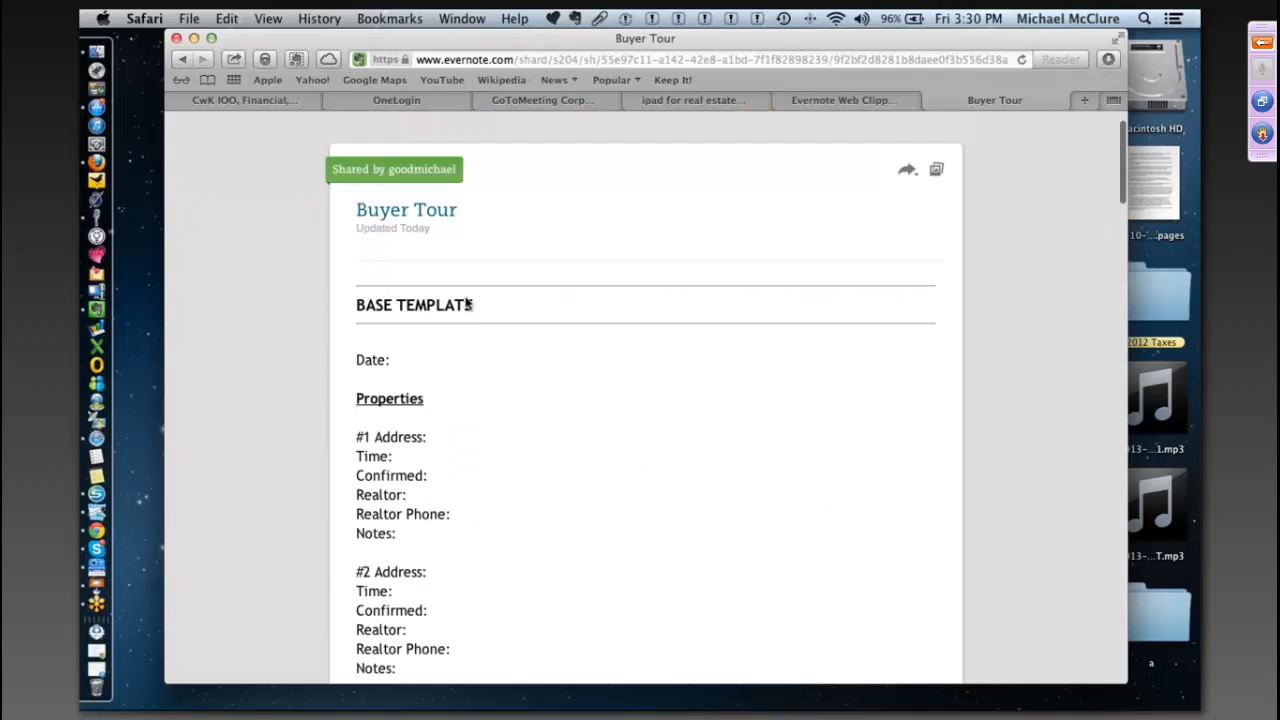 Safari File Edit View History Bookmarks Window Help 96% Fri 3:30 PM Michael McClure
Buyer Tour
https www.evernote.com/shard/s204/sh/55e97c11-a142-42e8-a1bd-7f1f82898239/9f2bf2d8281b8daee0f3b556d38a Reader
Apple Yahoo! Google Maps YouTube Wikipedia News Popular Keep It!
CwK IOO, Financial,... OneLogin GoToMeeting Corp... ipad for real estate... Evernote Web Clipp... Buyer Tour
acintosh HD
Shared by goodmichael
Buyer Tour
Updated Today
-10-...pages
BASE TEMPLATE
2012 Taxes
Date:
Properties
#1 Address:
13-...1.mp3
Time:
Confirmed:
Realtor:
Realtor Phone:
Notes:
13-...T.mp3
#2 Address:
Time:
Confirmed:
Realtor:
Realtor Phone:
a
Notes: